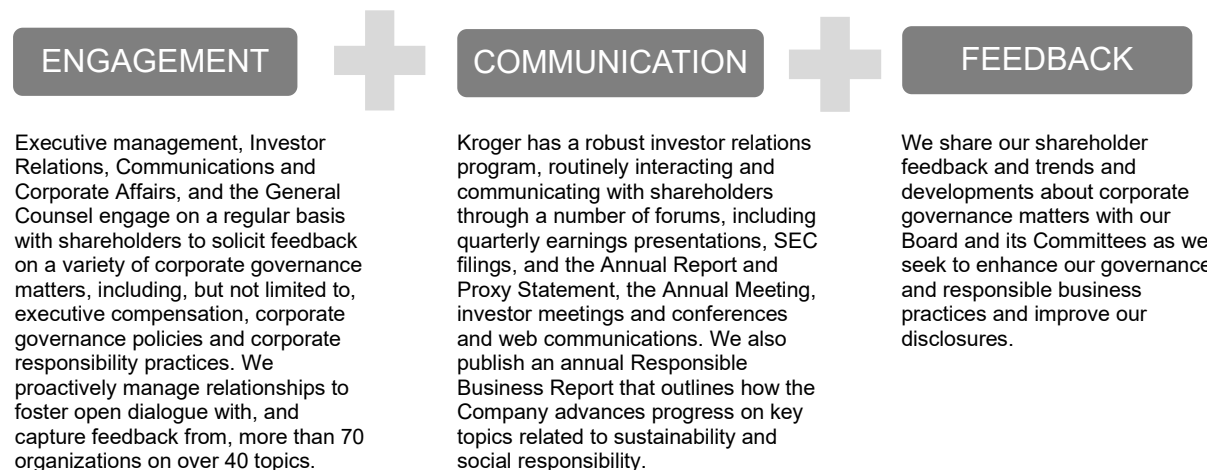 ENGAGEMENT
Executive management, Investor
Relations, Communications and
Corporate Affairs, and the General
Counsel engage on a regular basis
with shareholders to solicit feedback
on a variety of corporate governance
matters, including, but not limited to,
executive compensation, corporate
governance policies and corporate
responsibility practices. We
proactively manage relationships to
foster open dialogue with, and
capture feedback from, more than 70
organizations on over 40 topics.
COMMUNICATION
Kroger has a robust investor relations
program, routinely interacting and
communicating with shareholders
through a number of forums, including
quarterly earnings presentations, SEC
filings, and the Annual Report and
Proxy Statement, the Annual Meeting,
investor meetings and conferences
and web communications. We also
publish an annual Responsible
Business Report that outlines how the
Company advances progress on key
topics related to sustainability and
social responsibility.
FEEDBACK
We share our shareholder
feedback and trends and
developments about corporate
governance matters with our
Board and its Committees as we
seek to enhance our governance
and responsible business
practices and improve our
disclosures.